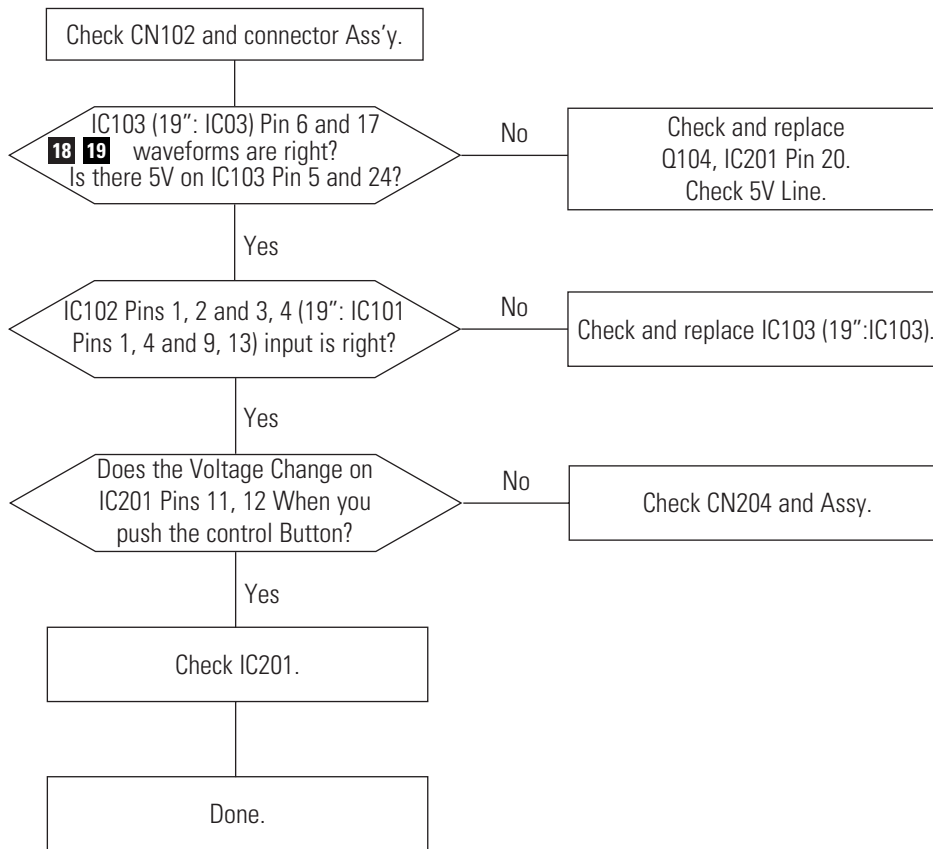 Check CN102 and connector Ass’y.
IC103 (19”: IC03) Pin 6 and 17
18 19 waveforms are right?
Is there 5V on IC103 Pin 5 and 24?
No
Check and replace
Q104, IC201 Pin 20.
Check 5V Line.
Yes
IC102 Pins 1, 2 and 3, 4 (19”: IC101
Pins 1, 4 and 9, 13) input is right?
No
Check and replace IC103 (19”:IC103).
Yes
Does the Voltage Change on
IC201 Pins 11, 12 When you
push the control Button?
No
Check CN204 and Assy.
Yes
Check IC201.
Done.